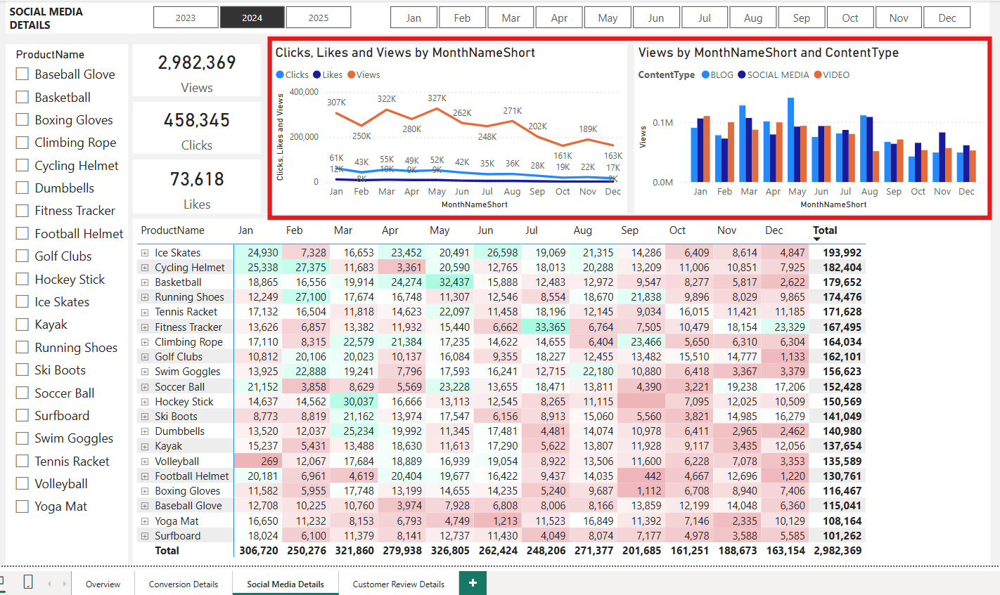 SOCIAL MEDIA
DETAILS
2023 2024 2025 Jan Feb Mar Apr May Jun Jul Aug Sep Oct Nov Dec
ProductName
Baseball Glove
Basketball
Boxing Gloves
Climbing Rope
Cycling Helmet
Dumbbells
Fitness Tracker
Football Helmet
Golf Clubs
Hockey Stick
Ice Skates
Kayak
Running Shoes
Ski Boots
Soccer Ball
Surfboard
Swim Goggles
Tennis Racket
Volleyball
Yoga Mat
2,982,369
Views
458,345
Clicks
73,618
Likes
Clicks, Likes and Views by MonthNameShort
Clicks Likes Views
Clicks, Likes and Views
400,000
200,000
0
307K 250K 322K 280K 327K 262K 248K 271K 202K 161K 189K 163K
61K 43K 55K 49K 52K 42K 35K 36K 28K 19K 22K 17K
12K 8K 10K 9K 9K 2K
Jan Feb Mar Apr May Jun Jul Aug Sep Oct Nov Dec
MonthNameShort
Views by MonthNameShort and ContentType
ContentType BLOG SOCIAL MEDIA VIDEO
Views
0.1M
0.0M
Jan Feb Mar Apr May Jun Jul Aug Sep Oct Nov Dec
MonthNameShort
ProductName Jan Feb Mar Apr May Jun Jul Aug Sep Oct Nov Dec Total
Ice Skates 24,930 7,328 16,653 23,452 20,491 26,598 19,069 21,315 14,286 6,409 8,614 4,847 193,992
Cycling Helmet 25,338 27,375 11,683 3,361 20,590 12,765 18,013 20,288 13,209 11,006 10,851 7,925 182,404
Basketball 18,865 16,556 19,914 24,274 32,437 15,888 12,483 12,972 9,547 8,277 5,817 2,622 179,652
Running Shoes 12,249 27,100 17,674 16,748 11,307 12,546 8,554 18,670 21,838 9,896 8,029 9,865 174,476
Tennis Racket 17,132 16,504 11,818 14,623 22,097 11,458 18,196 12,145 9,034 16,015 11,421 11,185 171,628
Fitness Tracker 13,626 6,857 13,382 11,932 15,440 6,662 33,365 6,764 7,505 10,479 18,154 23,329 167,495
Climbing Rope 17,110 8,315 22,579 21,384 17,235 14,622 14,655 6,404 23,466 5,650 6,310 6,304 164,034
Golf Clubs 10,812 20,106 20,023 10,137 16,084 9,355 18,227 12,455 13,482 15,510 14,777 1,133 162,101
Swim Goggles 13,925 22,888 19,241 7,796 17,593 16,241 12,715 22,180 10,880 6,418 3,367 3,379 156,623
Soccer Ball 21,152 3,858 8,629 5,569 23,228 13,655 18,471 13,811 4,390 3,221 19,238 17,206 152,428
Hockey Stick 14,637 14,562 30,037 16,666 13,113 12,545 8,265 11,115 7,095 12,025 10,509 150,569
Ski Boots 8,773 8,819 21,162 13,974 17,547 6,156 8,913 15,060 5,560 3,821 14,985 16,279 141,049
Dumbbells 13,520 12,037 25,234 19,992 11,345 17,481 4,481 14,074 10,978 6,411 2,965 2,462 140,980
Kayak 15,237 5,431 13,488 18,630 11,613 17,290 5,622 13,807 11,928 9,117 3,435 12,056 137,654
Volleyball 269 12,067 17,684 18,889 16,939 19,054 8,922 13,506 11,600 6,228 7,078 3,353 135,589
Football Helmet 20,181 6,961 4,619 20,404 19,677 16,422 9,437 14,035 442 4,667 12,696 1,220 130,761
Boxing Gloves 11,582 5,955 17,748 13,199 14,655 14,235 5,240 9,687 1,112 6,708 8,940 7,406 116,467
Baseball Glove 12,708 10,225 10,760 3,974 7,928 6,808 8,006 8,166 13,859 12,199 14,048 6,360 115,041
Yoga Mat 16,650 11,232 8,153 6,793 4,749 1,213 11,523 16,849 11,392 7,146 2,335 10,129 108,164
Surfboard 18,024 6,100 11,379 8,141 12,737 11,430 4,049 8,074 7,177 4,978 3,588 5,585 101,262
Total 306,720 250,276 321,860 279,938 326,805 262,424 248,206 271,377 201,685 161,251 188,673 163,154 2,982,369
Overview Conversion Details Social Media Details Customer Review Details +